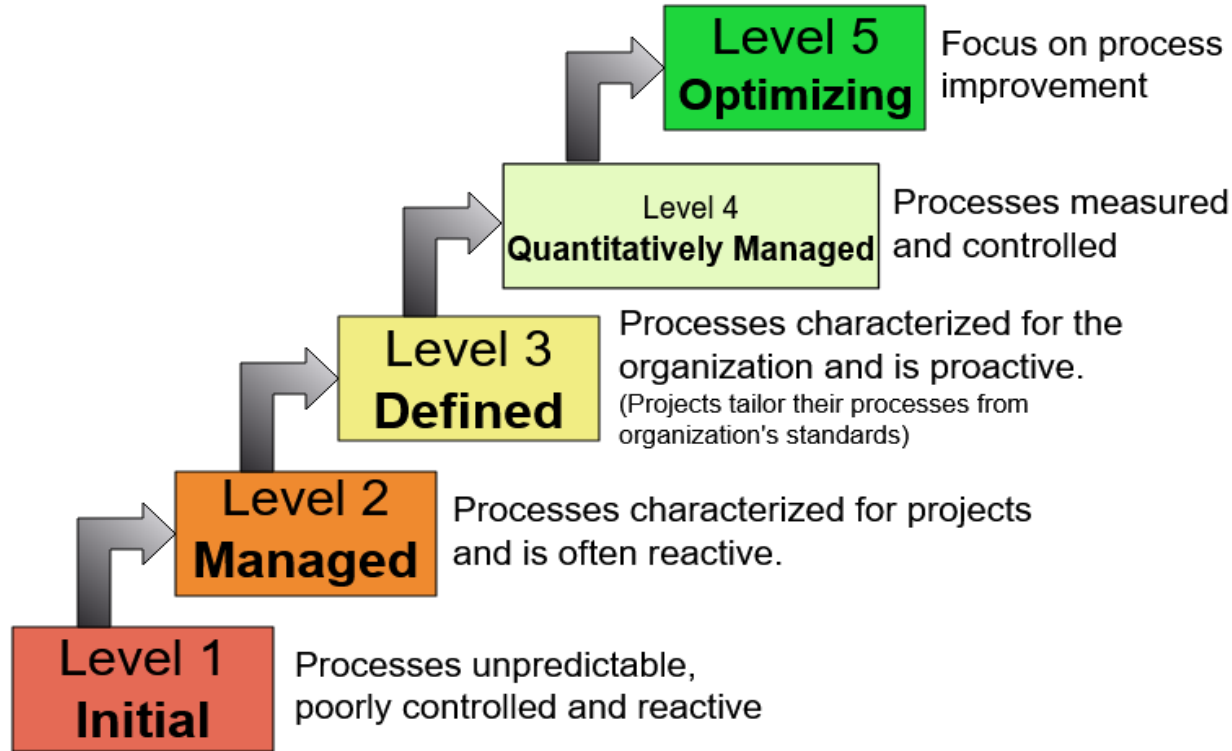 Level 5
Optimizing
Focus on process
improvement
Level 4
Quantitatively Managed
Processes measured
and controlled
Level 3
Defined
Processes characterized for the
organization and is proactive.
(Projects tailor their processes from
organization's standards)
Level 2
Managed
Processes characterized for projects
and is often reactive.
Level 1
Initial
Processes unpredictable,
poorly controlled and reactive